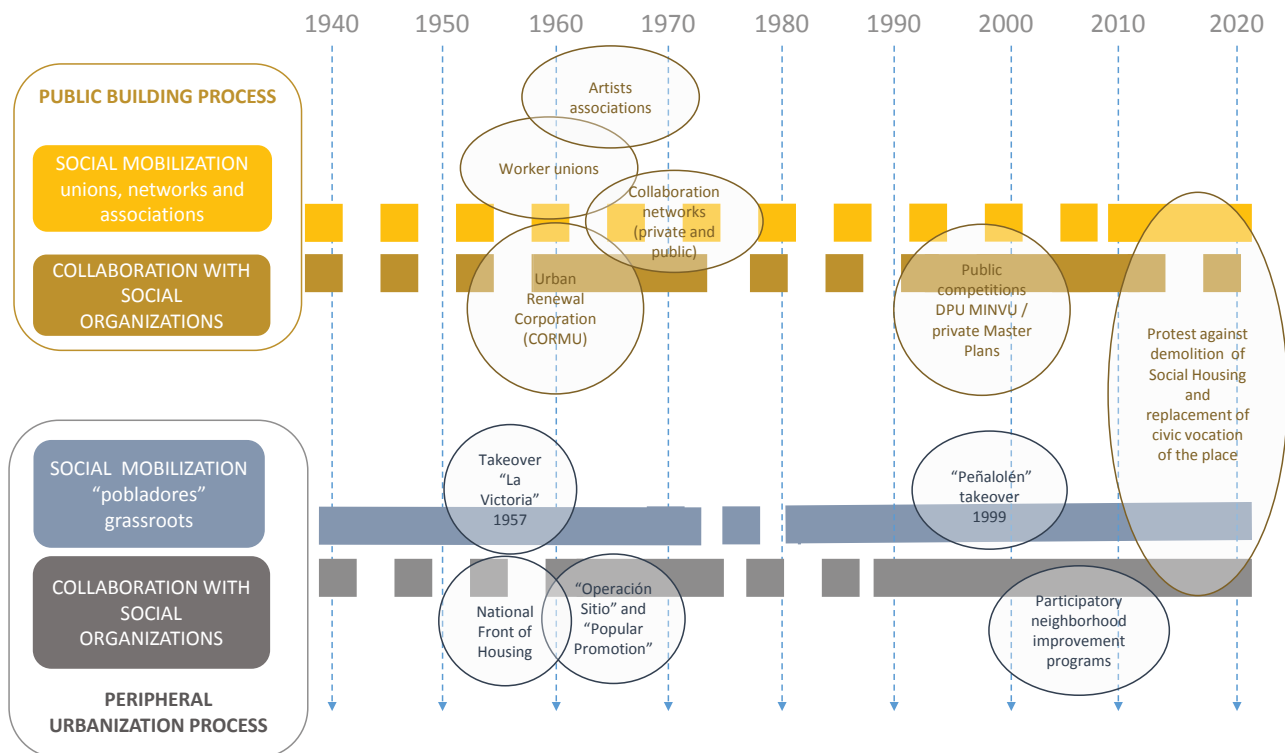 1940 1950 1960 1970 1980 1990 2000 2010 2020
PUBLIC BUILDING PROCESS
SOCIAL MOBILIZATION
unions, networks and
associations
COLLABORATION WITH
SOCIAL
ORGANIZATIONS
Artists
associations
Worker unions
Collaboration
networks
(private and
public)
Urban
Renewal
Corporation
(CORMU)
Public
competitions
DPU MINVU /
private Master
Plans
Protest against
demolition of
Social Housing
and
replacement of
civic vocation
of the place
SOCIAL MOBILIZATION
“pobladores”
grassroots
COLLABORATION WITH
SOCIAL
ORGANIZATIONS
PERIPHERAL
URBANIZATION PROCESS
Takeover
“La
Victoria”
1957
“Peñalolén”
takeover
1999
National
Front of
Housing
“Operación
Sitio” and
“Popular
Promotion”
Participatory
neighborhood
improvement
programs